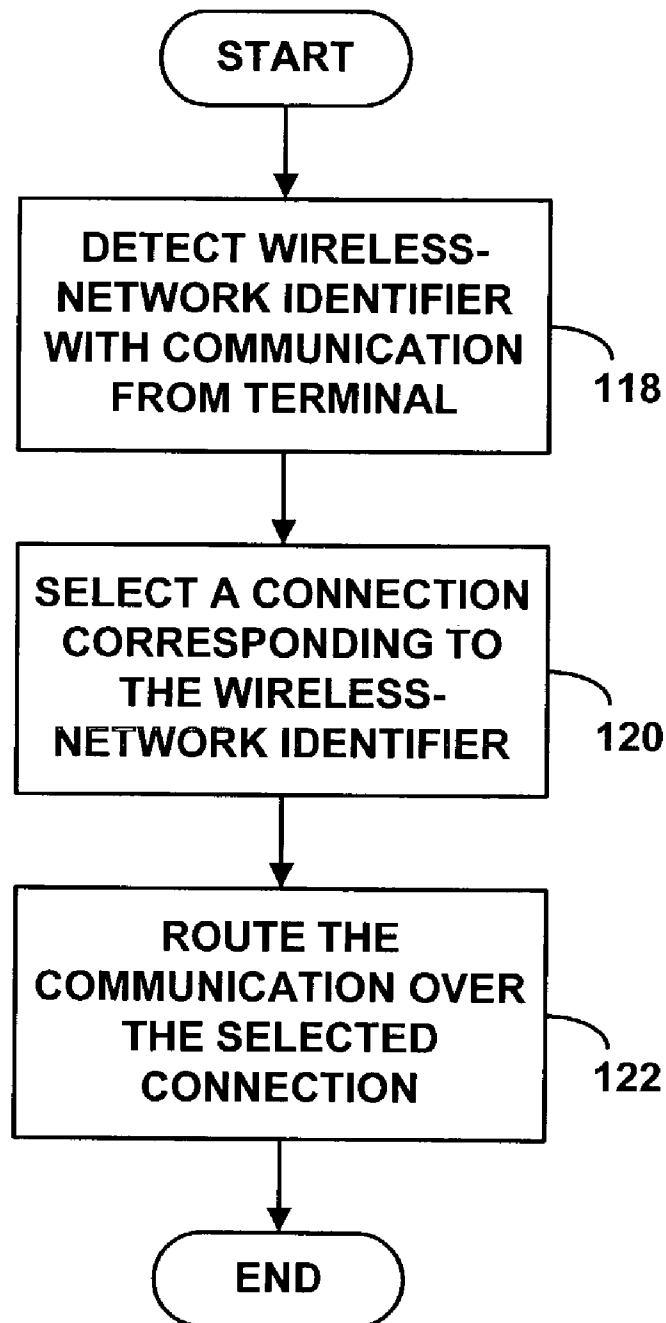 START
DETECT WIRELESS-
NETWORK IDENTIFIER
WITH COMMUNICATION
FROM TERMINAL
118
SELECT A CONNECTION
CORRESPONDING TO
THE WIRELESS-
NETWORK IDENTIFIER
120
ROUTE THE
COMMUNICATION OVER
THE SELECTED
CONNECTION
122
END